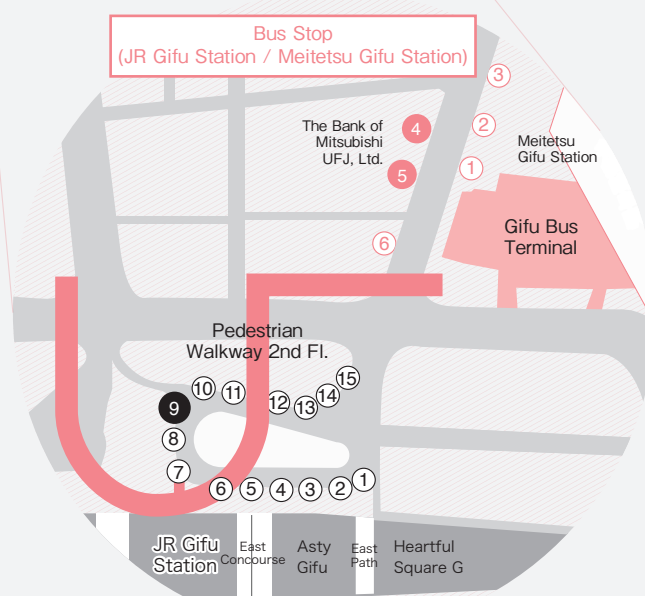 Bus Stop
(JR Gifu Station / Meitetsu Gifu Station)
3
The Bank of
Mitsubishi
UFJ, Ltd.
4
2
5
1
Meitetsu
Gifu Station
6
Gifu Bus
Terminal
Pedestrian
Walkway 2nd Fl.
10
11
12
13
14
15
9
8
7
6
5
4
3
2
1
JR Gifu
Station
East
Concourse
Asty
Gifu
East
Path
Heartful
Square G